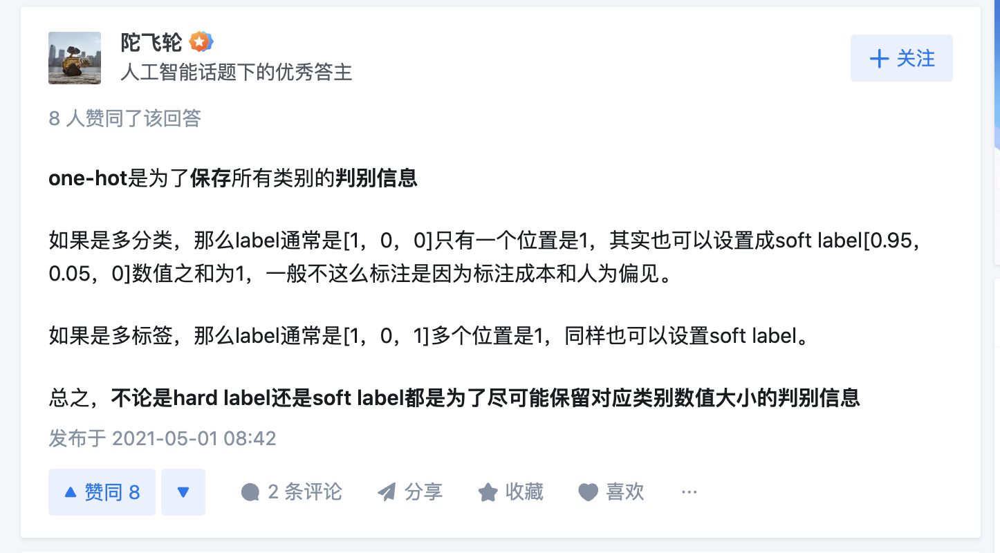 陀飞轮
人工智能话题下的优秀答主
+ 关注
8 人赞同了该回答
one-hot是为了保存所有类别的判别信息
如果是多分类，那么label通常是[1，0，0]只有一个位置是1，其实也可以设置成soft label[0.95，
0.05，0]数值之和为1，一般不这么标注是因为标注成本和人为偏见。
如果是多标签，那么label通常是[1，0，1]多个位置是1，同样也可以设置soft label。
总之，不论是hard label还是soft label都是为了尽可能保留对应类别数值大小的判别信息
发布于 2021-05-01 08:42
▲ 赞同 8 ▼ 2 条评论 分享 收藏 喜欢 ···